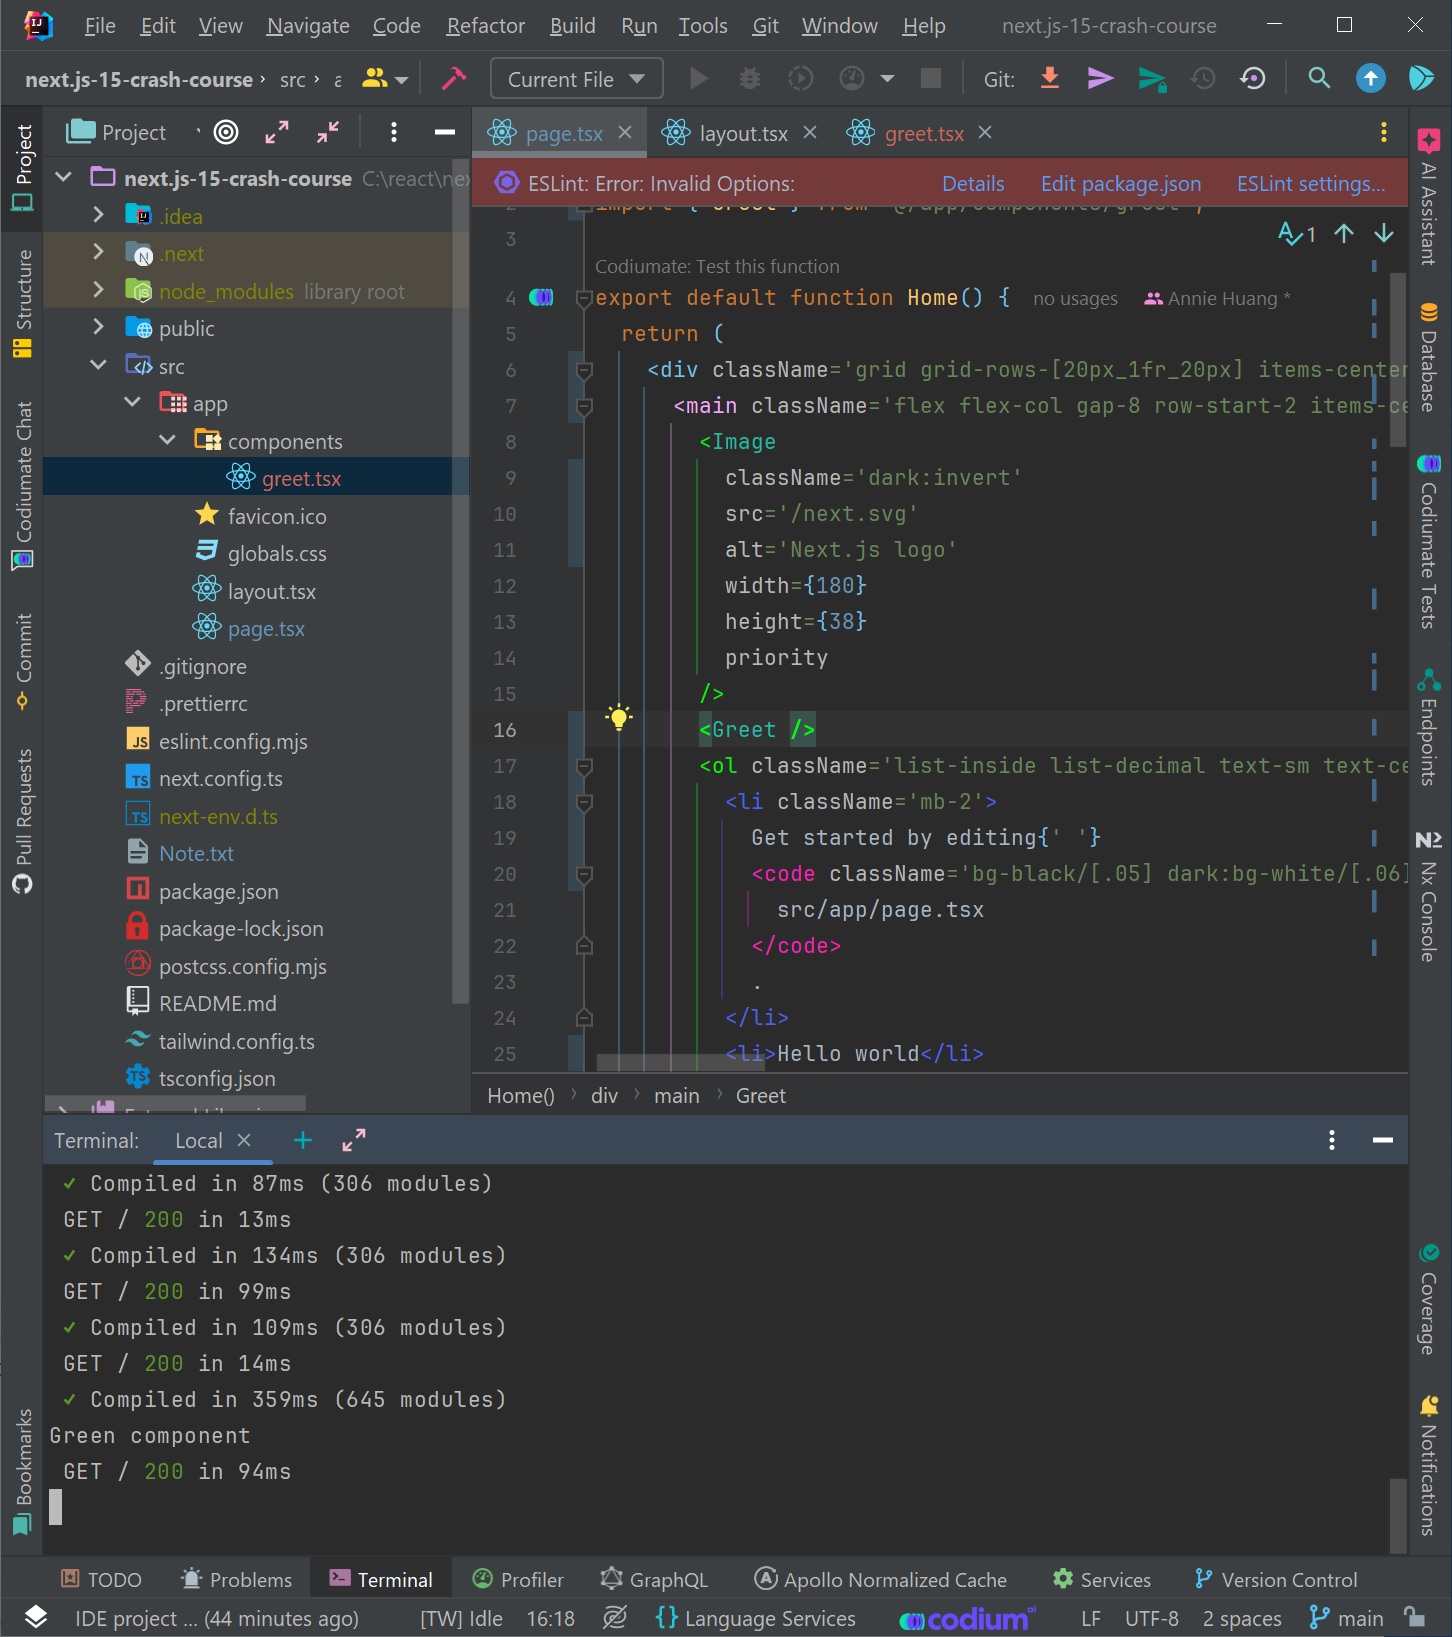 File Edit View Navigate Code Refactor Build Run Tools Git Window Help next.js-15-crash-course
next.js-15-crash-course › src › a Current File Git:
Project
page.tsx layout.tsx greet.tsx
ESLint: Error: Invalid Options: Details Edit package.json ESLint settings...
next.js-15-crash-course C:\react\nex
.idea
.next
node_modules library root
public
src
app
components
greet.tsx
favicon.ico
globals.css
layout.tsx
page.tsx
.gitignore
.prettierrc
eslint.config.mjs
next.config.ts
next-env.d.ts
Note.txt
package.json
package-lock.json
postcss.config.mjs
README.md
tailwind.config.ts
tsconfig.json
3
1
Codiumate: Test this function
4 export default function Home() { no usages Annie Huang *
5 return (
6 <div className='grid grid-rows-[20px_1fr_20px] items-center
7 <main className='flex flex-col gap-8 row-start-2 items-ce
8 <Image
9 className='dark:invert'
10 src='/next.svg'
11 alt='Next.js logo'
12 width={180}
13 height={38}
14 priority
15 />
16 <Greet />
17 <ol className='list-inside list-decimal text-sm text-ce
18 <li className='mb-2'>
19 Get started by editing{' '}
20 <code className='bg-black/[.05] dark:bg-white/[.06]
21 src/app/page.tsx
22 </code>
23 .
24 </li>
25 <li>Hello world</li>
Home() › div › main › Greet
Terminal: Local
✓ Compiled in 87ms (306 modules)
GET / 200 in 13ms
✓ Compiled in 134ms (306 modules)
GET / 200 in 99ms
✓ Compiled in 109ms (306 modules)
GET / 200 in 14ms
✓ Compiled in 359ms (645 modules)
Green component
GET / 200 in 94ms
Project
Structure
Codiumate Chat
Commit
Pull Requests
Bookmarks
AI Assistant
Database
Codiumate Tests
Endpoints
Nx Console
Coverage
Notifications
TODO Problems Terminal Profiler GraphQL Apollo Normalized Cache Services Version Control
IDE project ... (44 minutes ago) [TW] Idle 16:18 Language Services codium ai LF UTF-8 2 spaces main